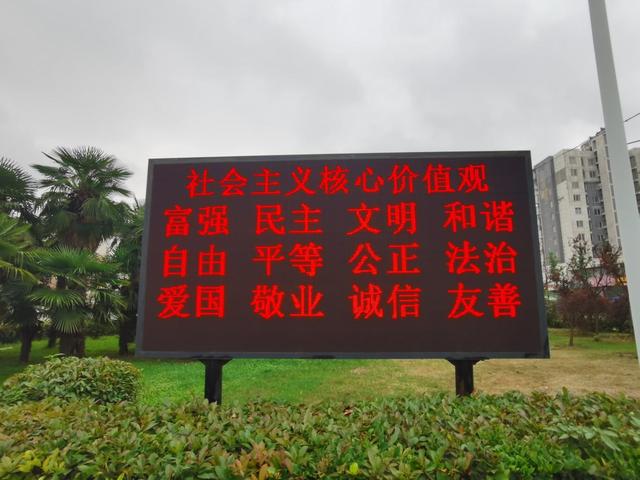 社会主义核心价值观
富强 民主 文明 和谐
自由 平等 公正 法治
爱国 敬业 诚信 友善